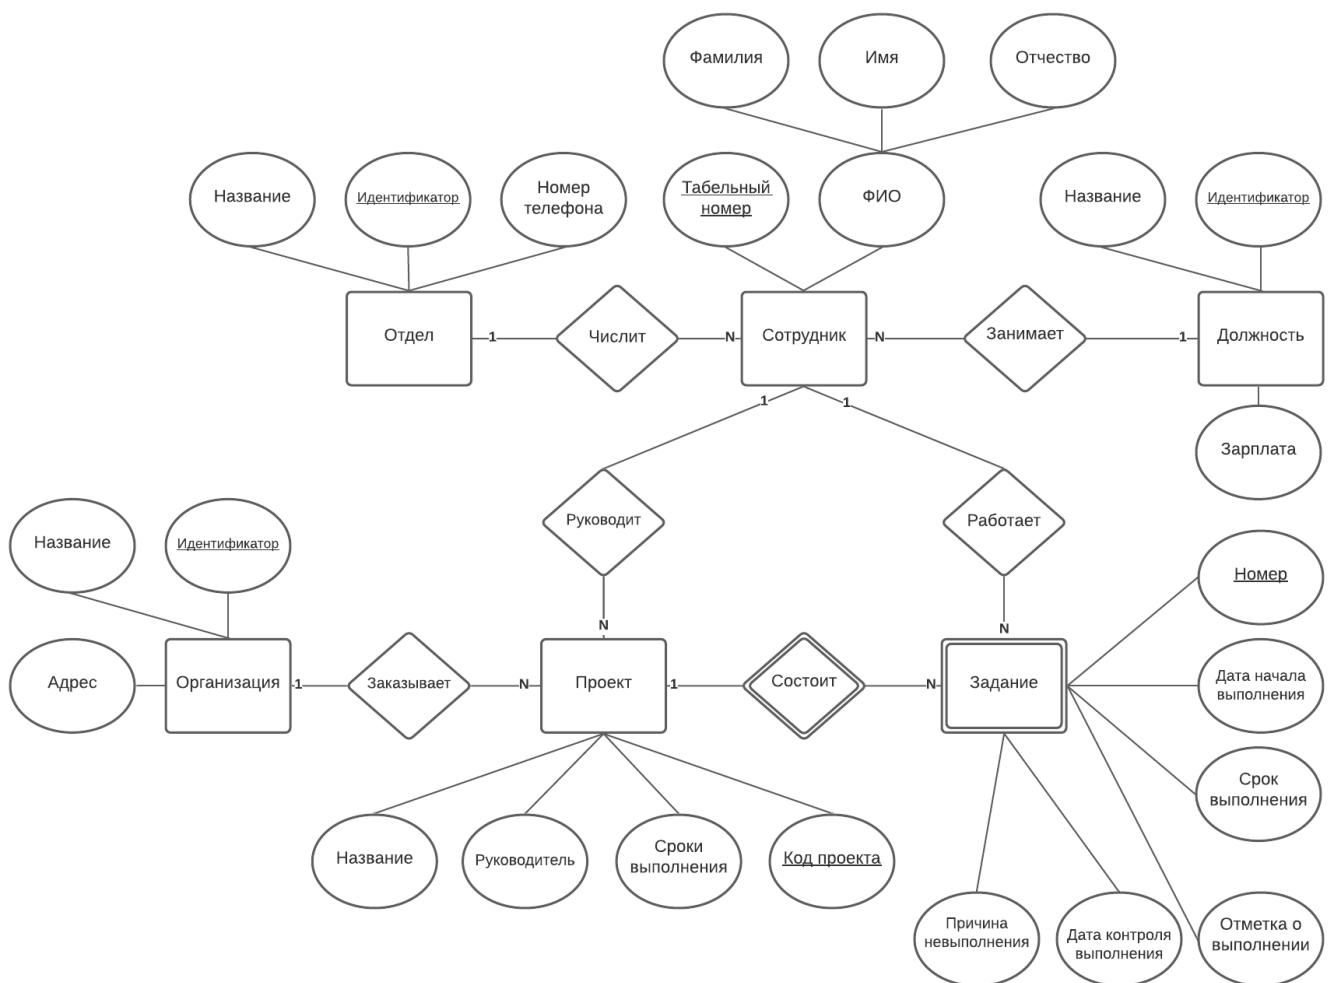 Фамилия
Имя
Отчество
Название
Идентификатор
Номер
телефона
Табельный
номер
ФИО
Название
Идентификатор
Отдел
1
Числит
N
Сотрудник
N
Занимает
1
Должность
1
1
Зарплата
Руководит
Работает
Название
Идентификатор
Номер
N
N
Адрес
Организация
1
Заказывает
N
Проект
1
Состоит
N
Задание
Дата начала
выполнения
Срок
выполнения
Название
Руководитель
Сроки
выполнения
Код проекта
Причина
невыполнения
Дата контроля
выполнения
Отметка о
выполнении